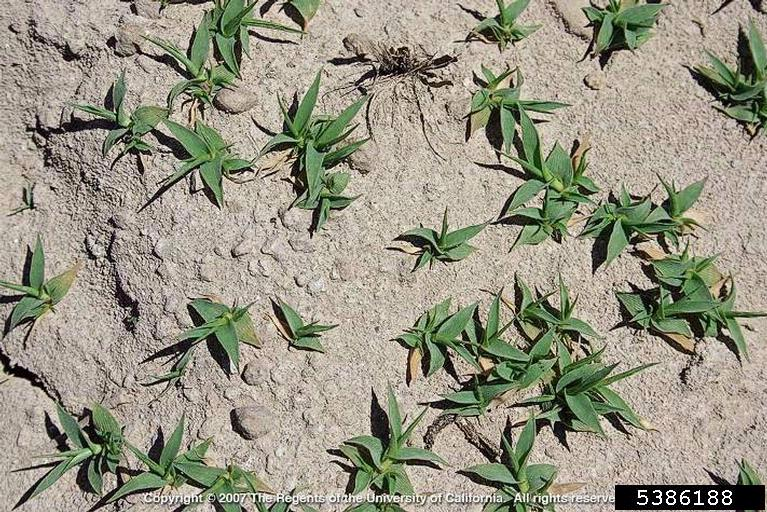 Copyright © 2007 The Regents of the University of California. All rights reserved
5386188